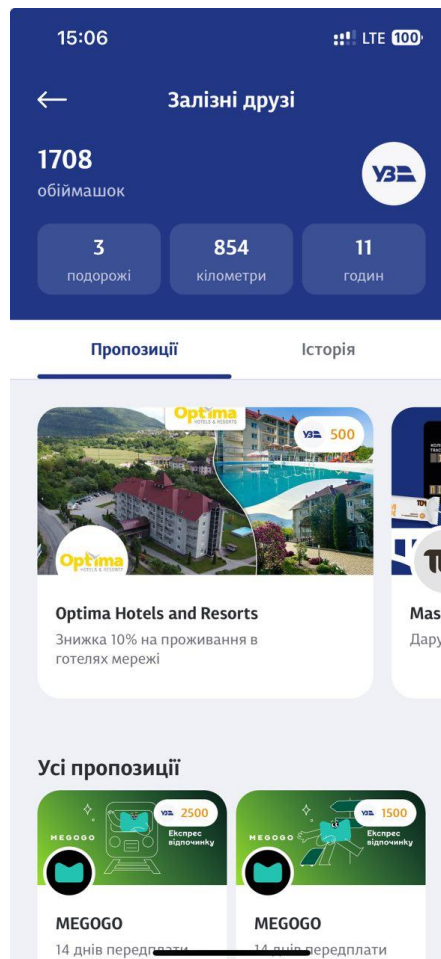 15:06
LTE 100
Залізні друзі
1708
обіймашок
УЗ
3
подорожі
854
кілометри
11
годин
Пропозиції
Історія
Optima
HOTELS & RESORTS
УЗ 500
Optima
HOTELS & RESORTS
Optima Hotels and Resorts
Знижка 10% на проживання в
готелях мережі
Mas
Дару
Усі пропозиції
УЗ 2500
MEGOGO
Експрес
відпочинку
MEGOGO
14 днів передплати
УЗ 1500
MEGOGO
Експрес
відпочинку
MEGOGO
14 днів передплати